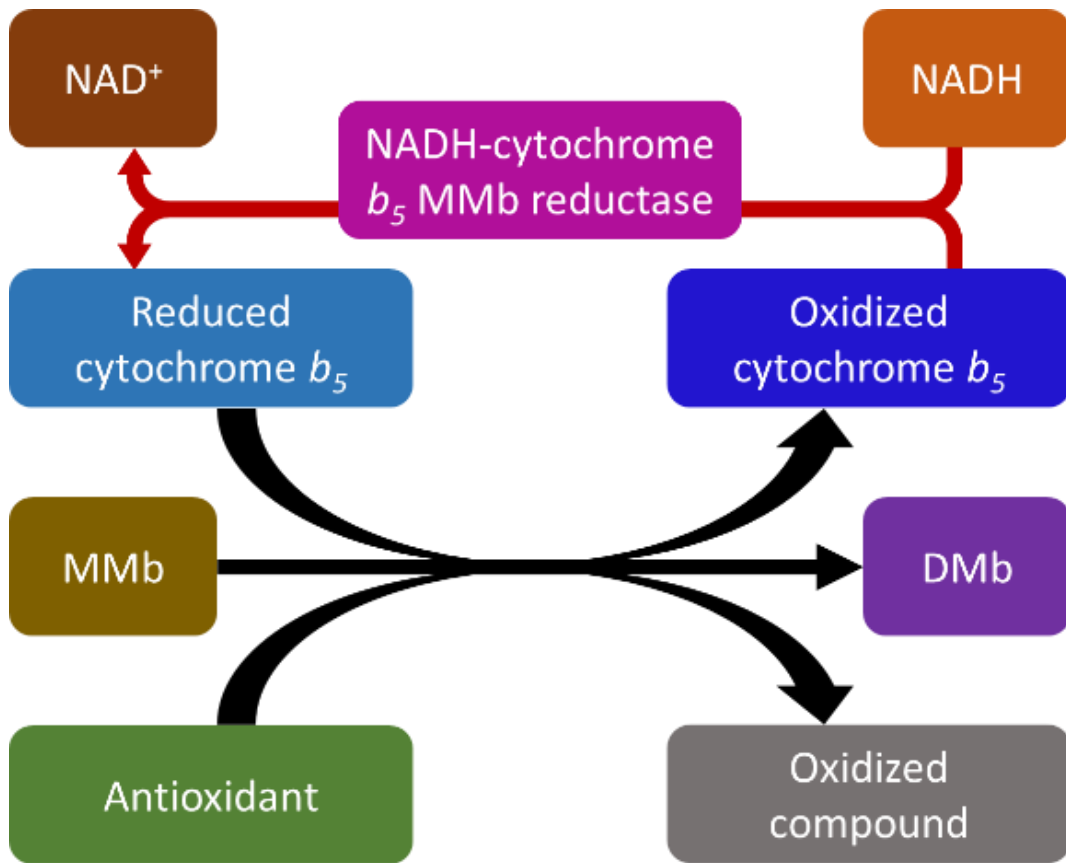 NAD⁺
NADH
NADH-cytochrome
b₅ MMb reductase
Reduced
cytochrome b₅
Oxidized
cytochrome b₅
MMb
DMb
Antioxidant
Oxidized
compound